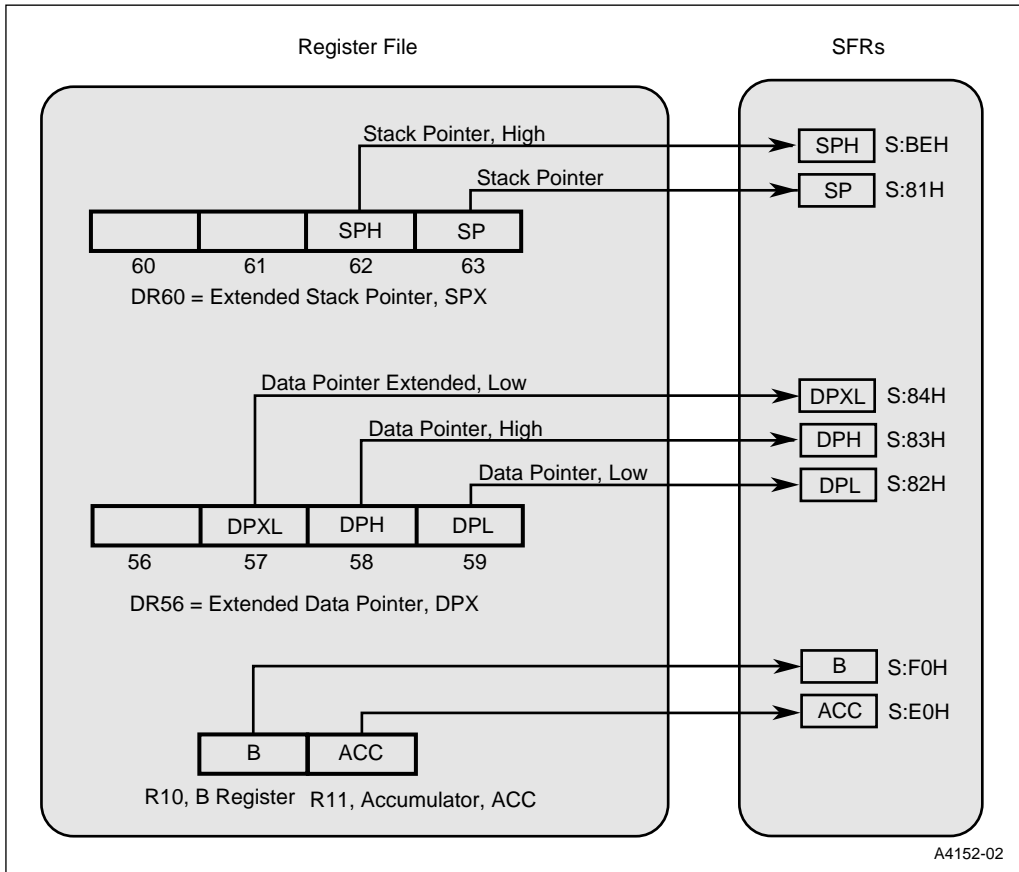 Register File
SFRs
Stack Pointer, High
SPH S:BEH
Stack Pointer
SP S:81H
SPH SP
60 61 62 63
DR60 = Extended Stack Pointer, SPX
Data Pointer Extended, Low
DPXL S:84H
Data Pointer, High
DPH S:83H
Data Pointer, Low
DPL S:82H
DPXL DPH DPL
56 57 58 59
DR56 = Extended Data Pointer, DPX
B S:F0H
ACC S:E0H
B ACC
R10, B Register R11, Accumulator, ACC
A4152-02